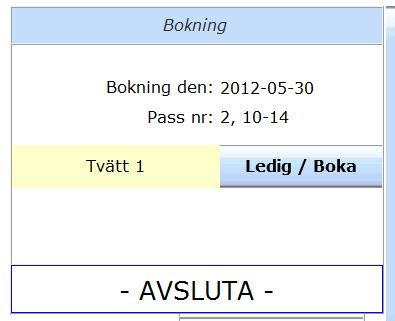 Bokning
Bokning den: 2012-05-30
Pass nr: 2, 10-14
Tvätt 1 Ledig / Boka
- AVSLUTA -